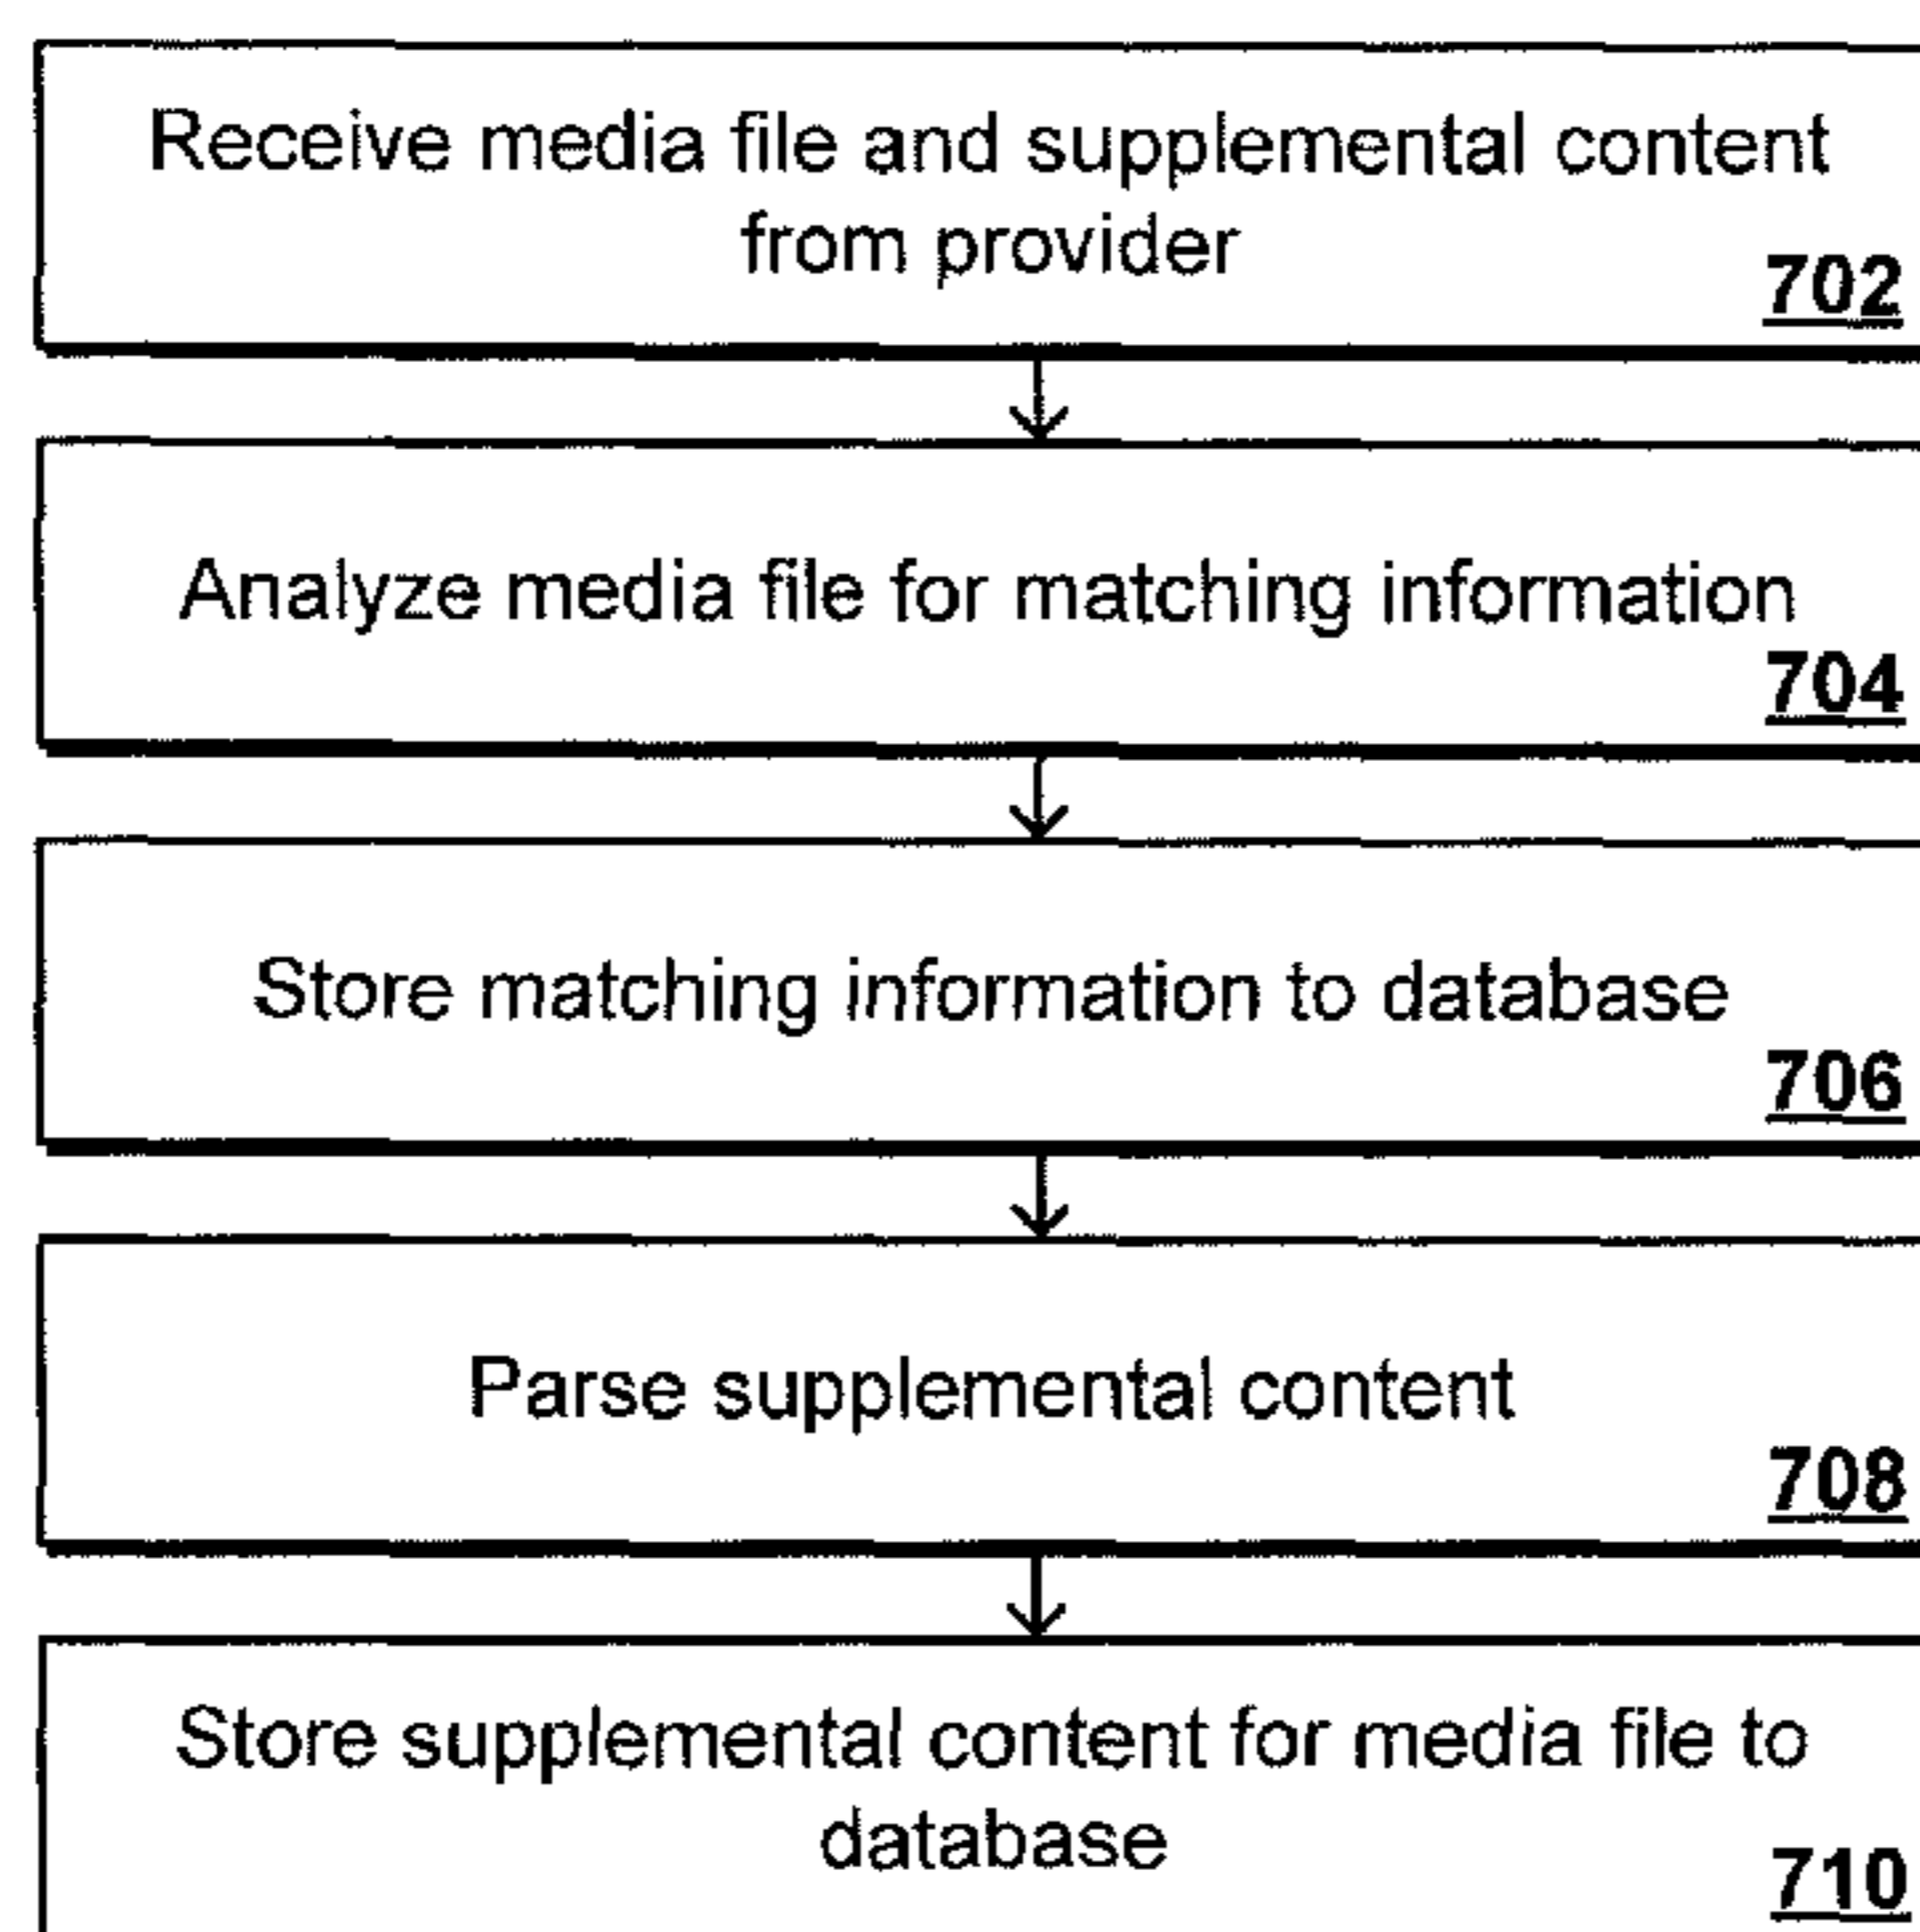 Receive media file and supplemental content
from provider
702
Analyze media file for matching information
704
Store matching information to database
706
Parse supplemental content
708
Store supplemental content for media file to
database
710